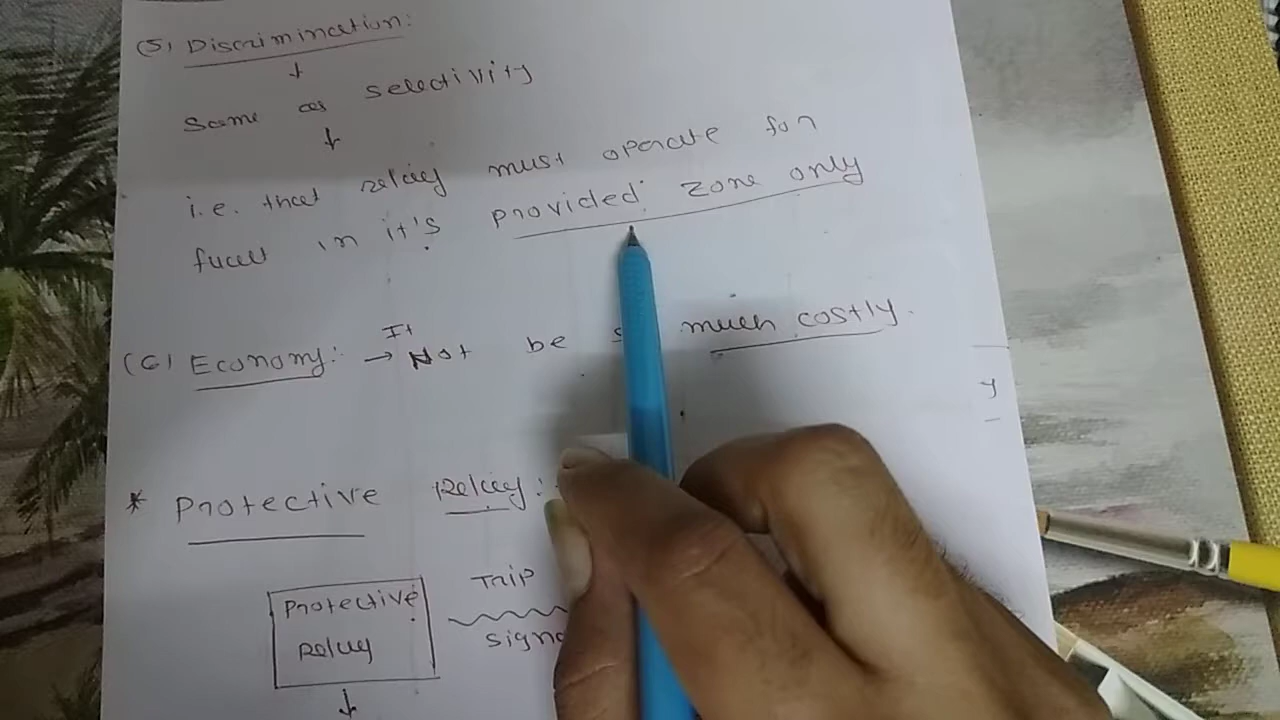 (5) Discrimination:
Same as selectivity
i.e. that relay must operate for
fault in it's provided zone only
(6) Economy: → It Not be much costly.
y
* Protective Relay:
Protective Trip
relay